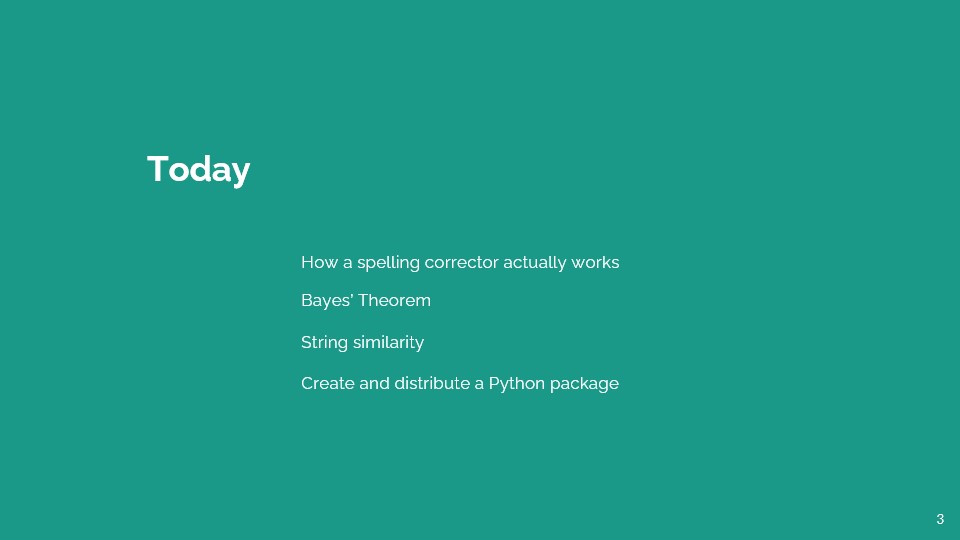 Today
How a spelling corrector actually works
Bayes’ Theorem
String similarity
Create and distribute a Python package
3